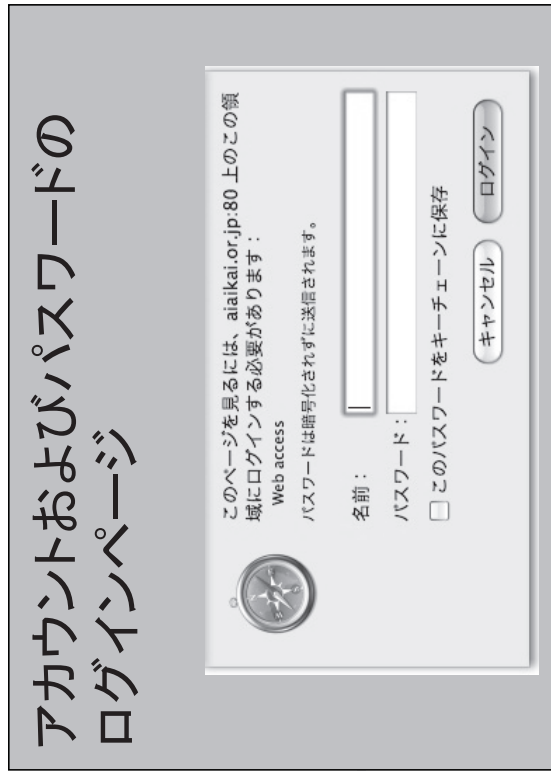 アカウントおよびパスワードの
ログインページ
このページを見るには、aiaikai.or.jp:80 上のこの領
域にログインする必要があります：
Web access
パスワードは暗号化されずに送信されます。
名前：
パスワード：
このパスワードをキーチェーンに保存
キャンセル ログイン